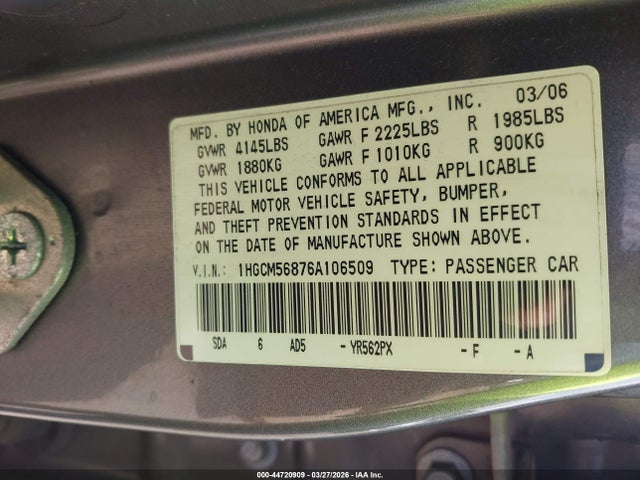 MFD. BY HONDA OF AMERICA MFG., INC. 03/06
GVWR 4145LBS GAWR F 2225LBS R 1985LBS
GVWR 1880KG GAWR F 1010KG R 900KG
THIS VEHICLE CONFORMS TO ALL APPLICABLE
FEDERAL MOTOR VEHICLE SAFETY, BUMPER,
AND THEFT PREVENTION STANDARDS IN EFFECT
ON THE DATE OF MANUFACTURE SHOWN ABOVE.
V.I.N.: 1HGCM56876A106509 TYPE: PASSENGER CAR
SDA 6 AD5 - YR562PX - F - A
000-44720909 - 03/27/2026 - IAA Inc.